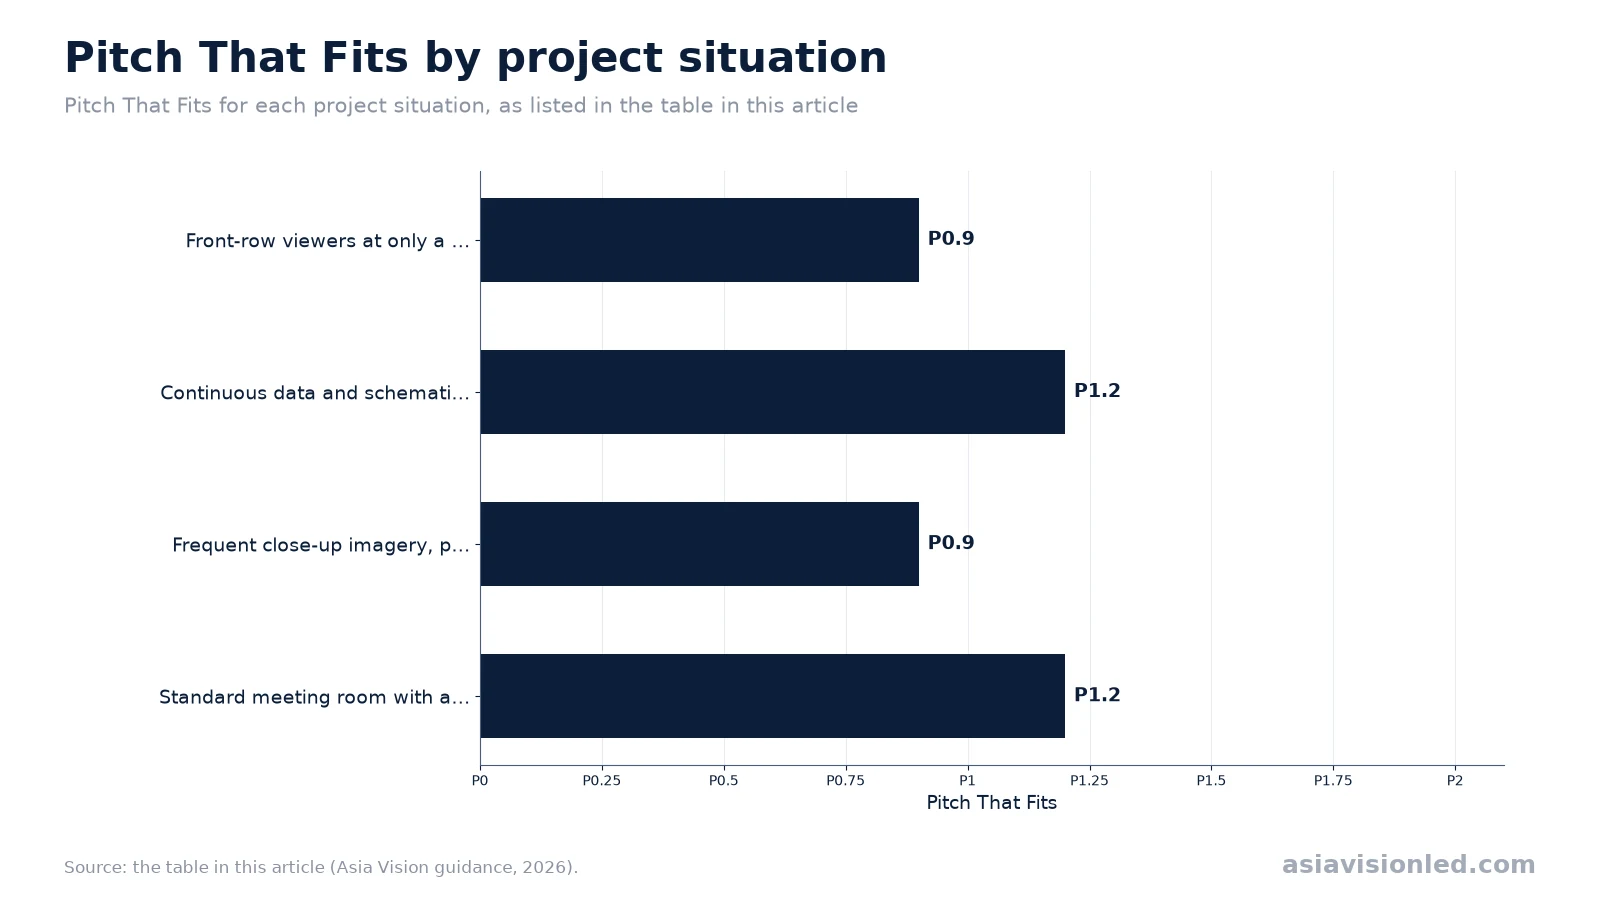 Pitch That Fits by project situation
Pitch That Fits for each project situation, as listed in the table in this article
Front-row viewers at only a …
P0.9
Continuous data and schemati…
P1.2
Frequent close-up imagery, p…
P0.9
Standard meeting room with a…
P1.2
P0 P0.25 P0.5 P0.75 P1 P1.25 P1.5 P1.75 P2
Pitch That Fits
Source: the table in this article (Asia Vision guidance, 2026).
asiavisionled.com